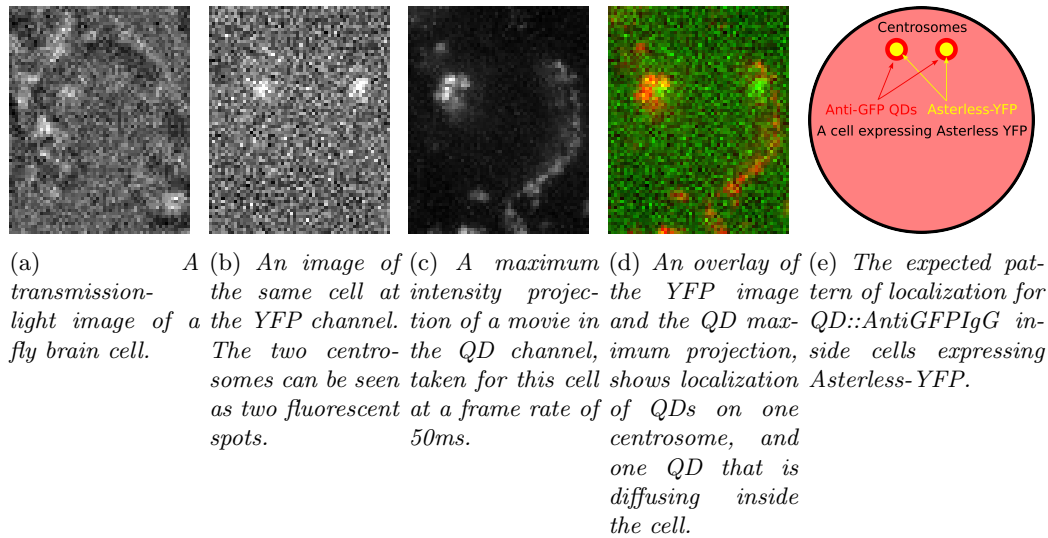 Centrosomes
Anti-GFP QDs Asterless-YFP
A cell expressing Asterless YFP
(a) A
transmission-
light image of a
fly brain cell.
(b) An image of
the same cell at
the YFP channel.
The two centro-
somes can be seen
as two fluorescent
spots.
(c) A maximum
intensity projec-
tion of a movie in
the QD channel,
taken for this cell
at a frame rate of
50ms.
(d) An overlay of
the YFP image
and the QD max-
imum projection,
shows localization
of QDs on one
centrosome, and
one QD that is
diffusing inside
the cell.
(e) The expected pat-
tern of localization for
QD::AntiGFPIgG in-
side cells expressing
Asterless-YFP.